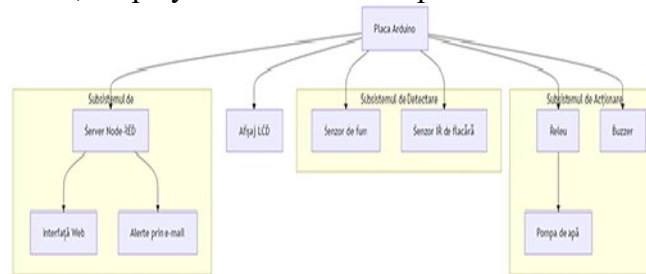 Placa Arduino
Subsistemul de
Subsistemul de Detectare
Subsistemul de Acționare
Server Node-RED
Afișaj LCD
Senzor de fum
Senzor IR de flacără
Releu
Buzzer
Interfață Web
Alerte prin e-mail
Pompa de apă